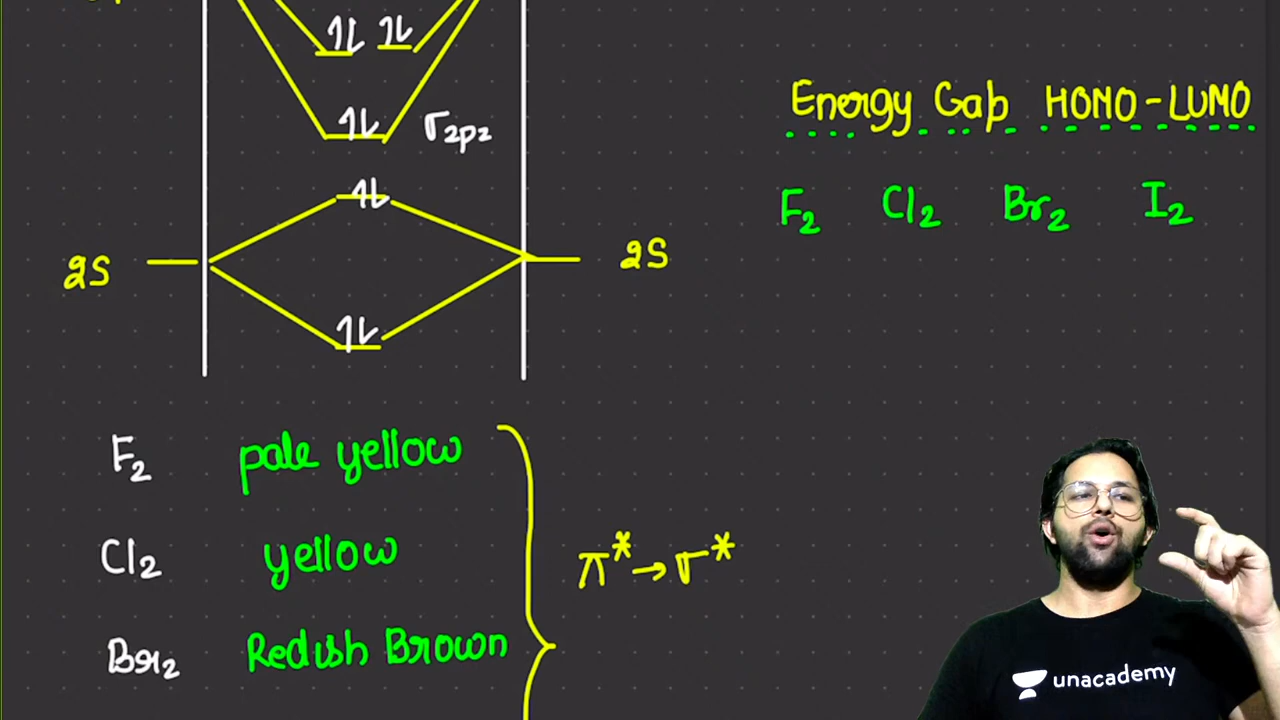 Energy Gap HOMO-LUMO
F2 Cl2 Br2 I2
σ2pz
2S 2S
F2 pale yellow
Cl2 yellow
Br2 Redish Brown
π* → σ*
unacademy